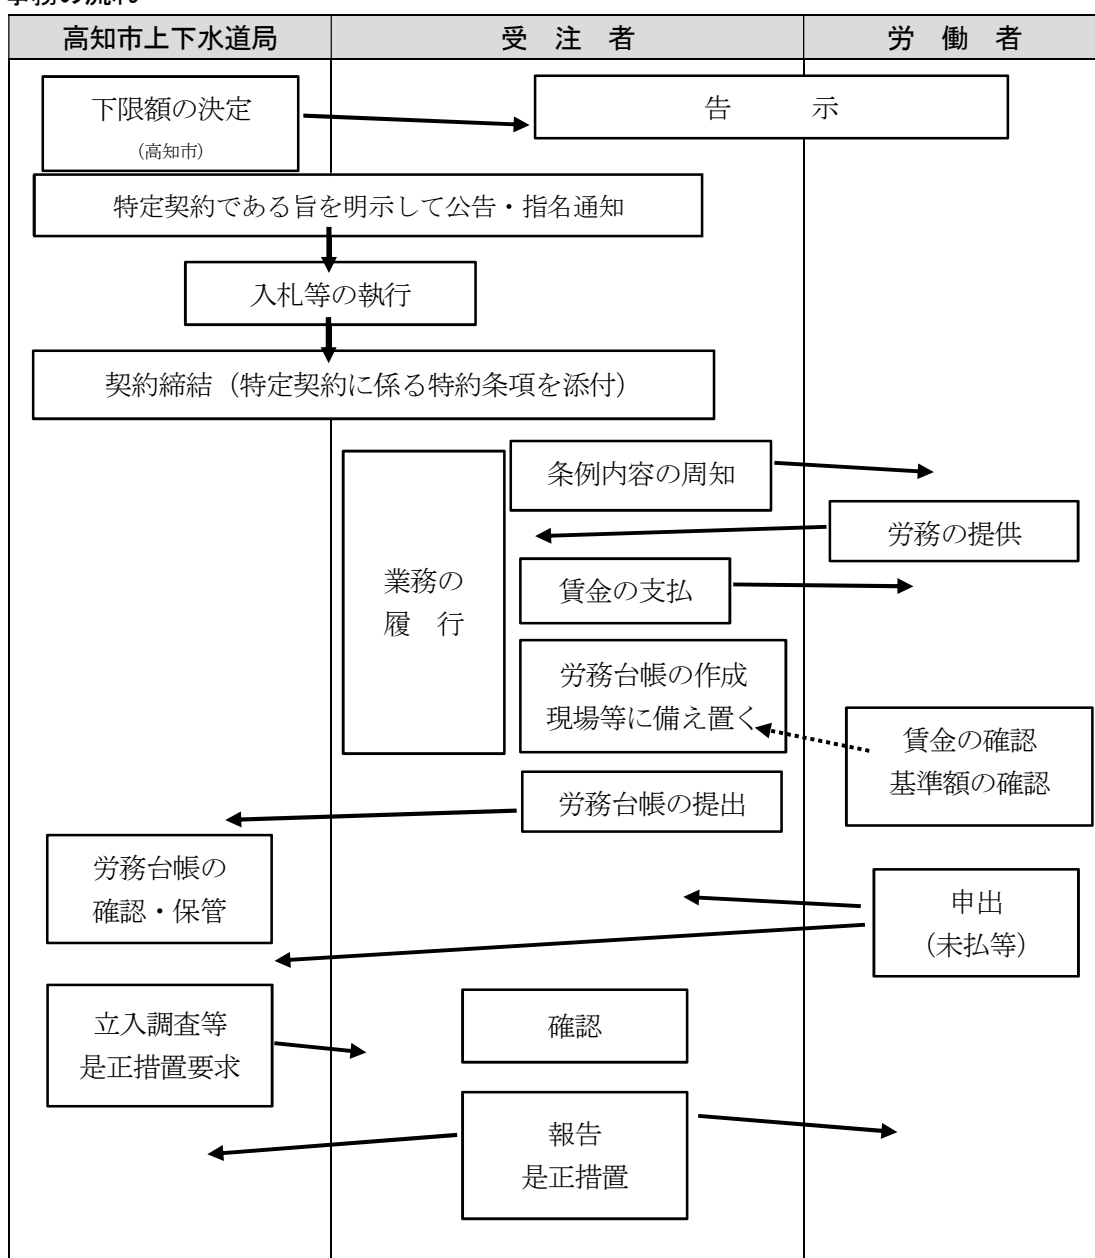 高知市上下水道局
受 注 者
労 働 者
下限額の決定
(高知市)
告 示
特定契約である旨を明示して公告・指名通知
入札等の執行
契約締結(特定契約に係る特約条項を添付)
条例内容の周知
労務の提供
業務の
履 行
賃金の支払
労務台帳の作成
現場等に備え置く
賃金の確認
基準額の確認
労務台帳の提出
労務台帳の
確認・保管
申出
(未払等)
立入調査等
是正措置要求
確認
報告
是正措置